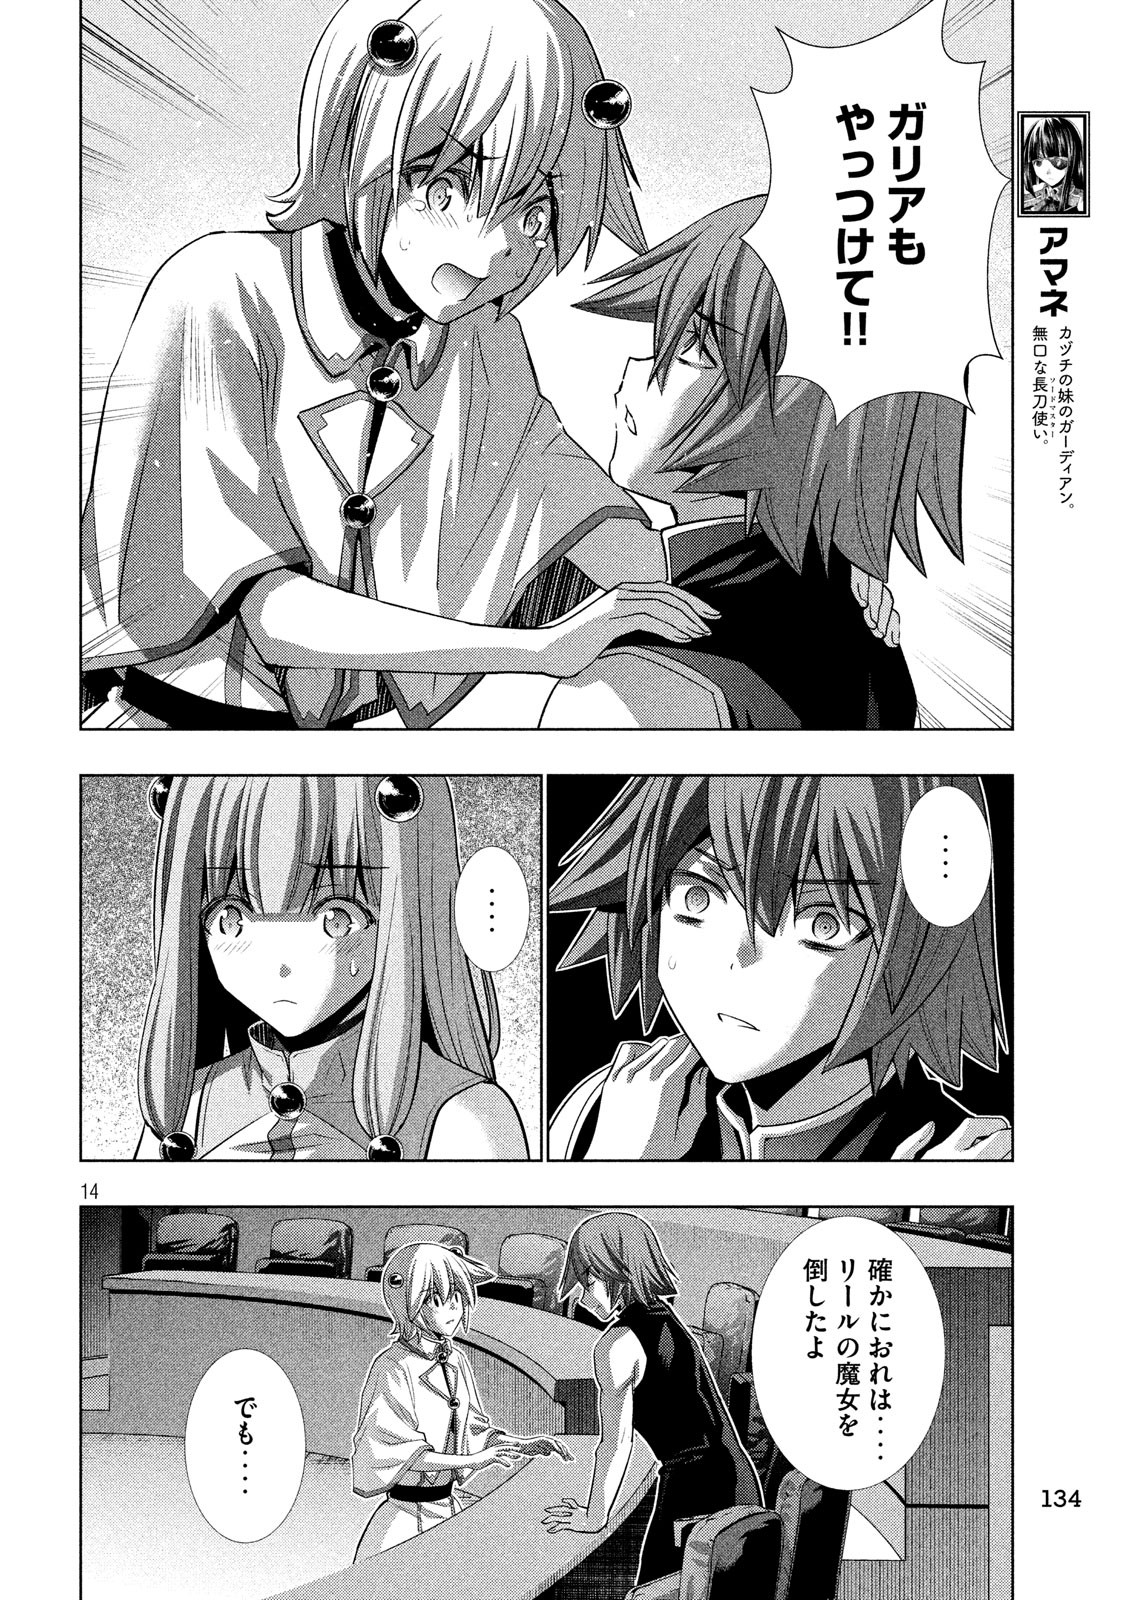 ガリアも
やっつけて!!
アマネ
カヅチの妹のガーディアン。
無口な長刀使い。
ソードマスター
‥‥
‥‥
14
確かにおれは‥‥
リールの魔女を
倒したよ
でも‥‥
134